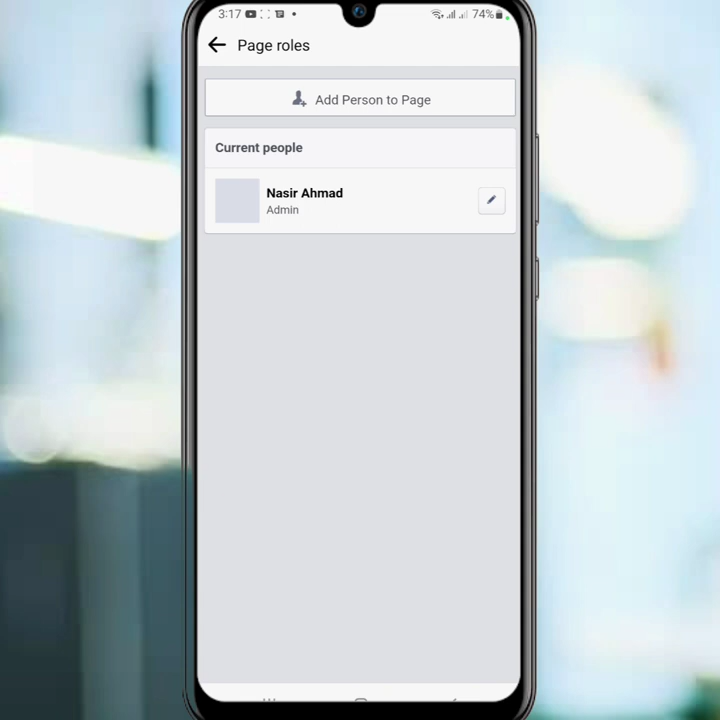 3:17 74%
Page roles
Add Person to Page
Current people
Nasir Ahmad
Admin